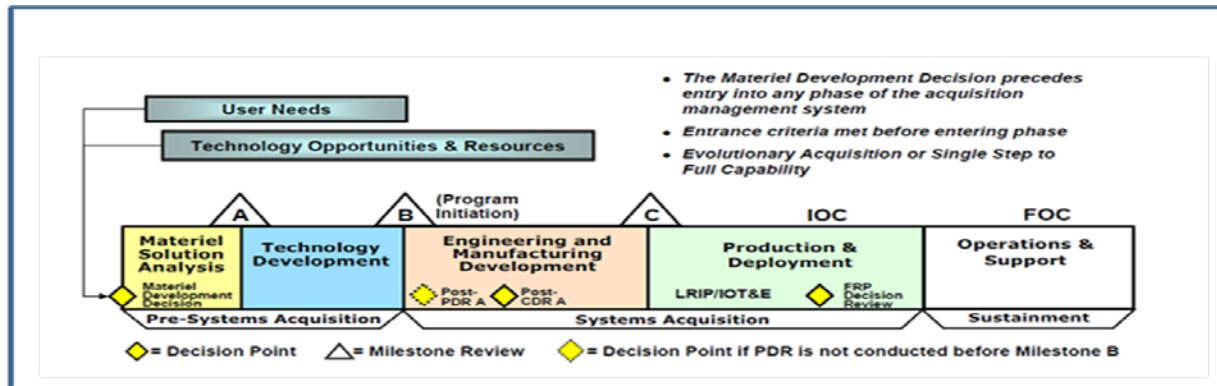 • The Materiel Development Decision precedes
entry into any phase of the acquisition
management system
• Entrance criteria met before entering phase
• Evolutionary Acquisition or Single Step to
Full Capability
User Needs
Technology Opportunities & Resources
A
B
(Program
Initiation)
C
IOC
FOC
Materiel
Solution
Analysis
Technology
Development
Engineering and
Manufacturing
Development
Production &
Deployment
Operations &
Support
Materiel
Development
Decision
Post-
PDR A
Post-
CDR A
LRIP/IOT&E
FRP
Decision
Review
Pre-Systems Acquisition
Systems Acquisition
Sustainment
= Decision Point
= Milestone Review
= Decision Point if PDR is not conducted before Milestone B